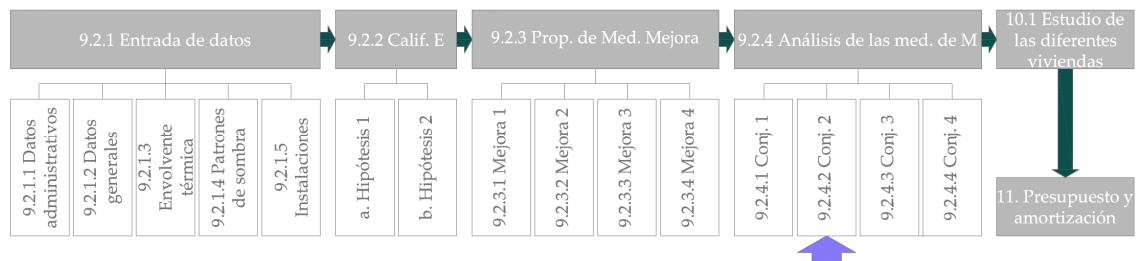 9.2.1 Entrada de datos
9.2.2 Calif. E
9.2.3 Prop. de Med. Mejora
9.2.4 Análisis de las med. de M
10.1 Estudio de
las diferentes
viviendas
9.2.1.1 Datos
administrativos
9.2.1.2 Datos
generales
9.2.1.3
Envolvente
térmica
9.2.1.4 Patrones
de sombra
9.2.1.5
Instalaciones
a. Hipótesis 1
b. Hipótesis 2
9.2.3.1 Mejora 1
9.2.3.2 Mejora 2
9.2.3.3 Mejora 3
9.2.3.4 Mejora 4
9.2.4.1 Conj. 1
9.2.4.2 Conj. 2
9.2.4.3 Conj. 3
9.2.4.4 Conj. 4
11. Presupuesto y
amortización